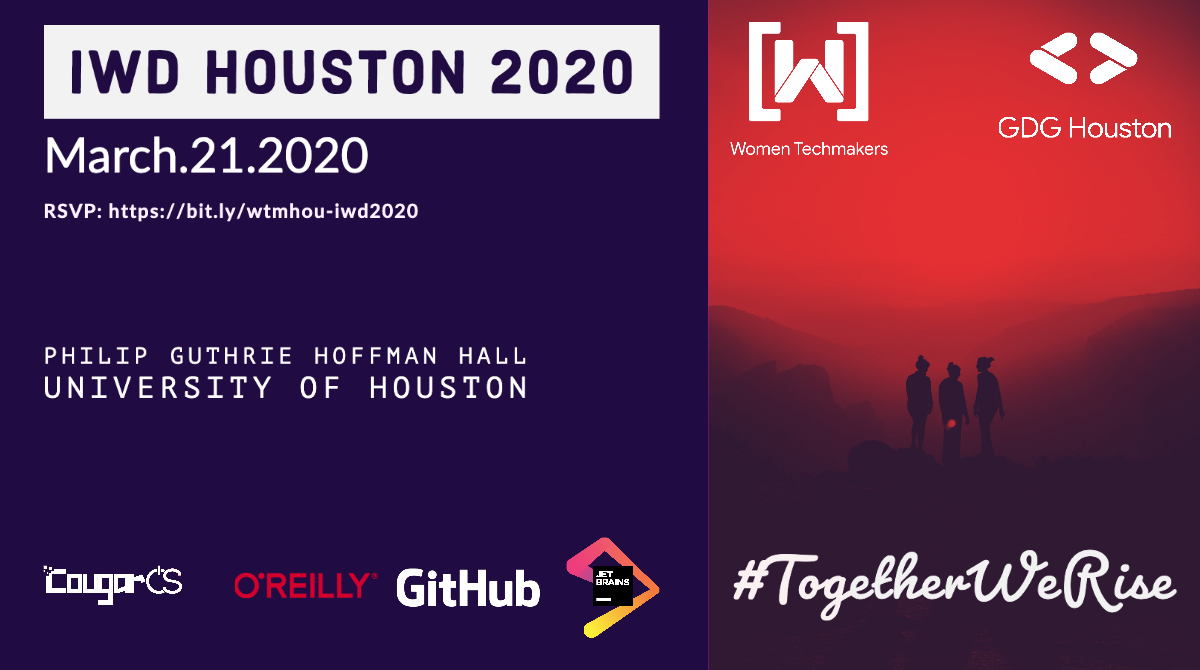 IWD HOUSTON 2020
March.21.2020
RSVP: https://bit.ly/wtmhou-iwd2020
PHILIP GUTHRIE HOFFMAN HALL
UNIVERSITY OF HOUSTON
CougarCS
O'REILLY®
GitHub
JET
BRAINS
[W]
Women Techmakers
GDG Houston
#TogetherWeRise